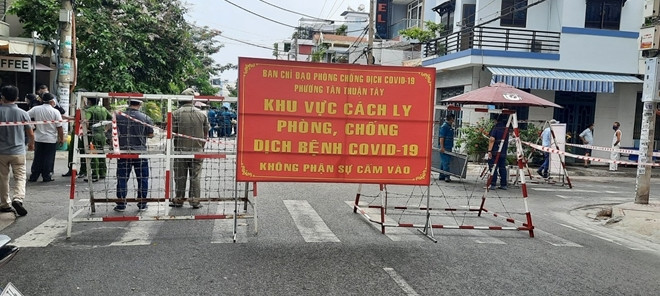 BAN CHỈ ĐẠO PHÒNG CHỐNG DỊCH COVID-19
PHƯỜNG TÂN THUẬN TÂY
KHU VỰC CÁCH LY
PHÒNG, CHỐNG
DỊCH BỆNH COVID-19
KHÔNG PHẬN SỰ CẤM VÀO
COFFEE